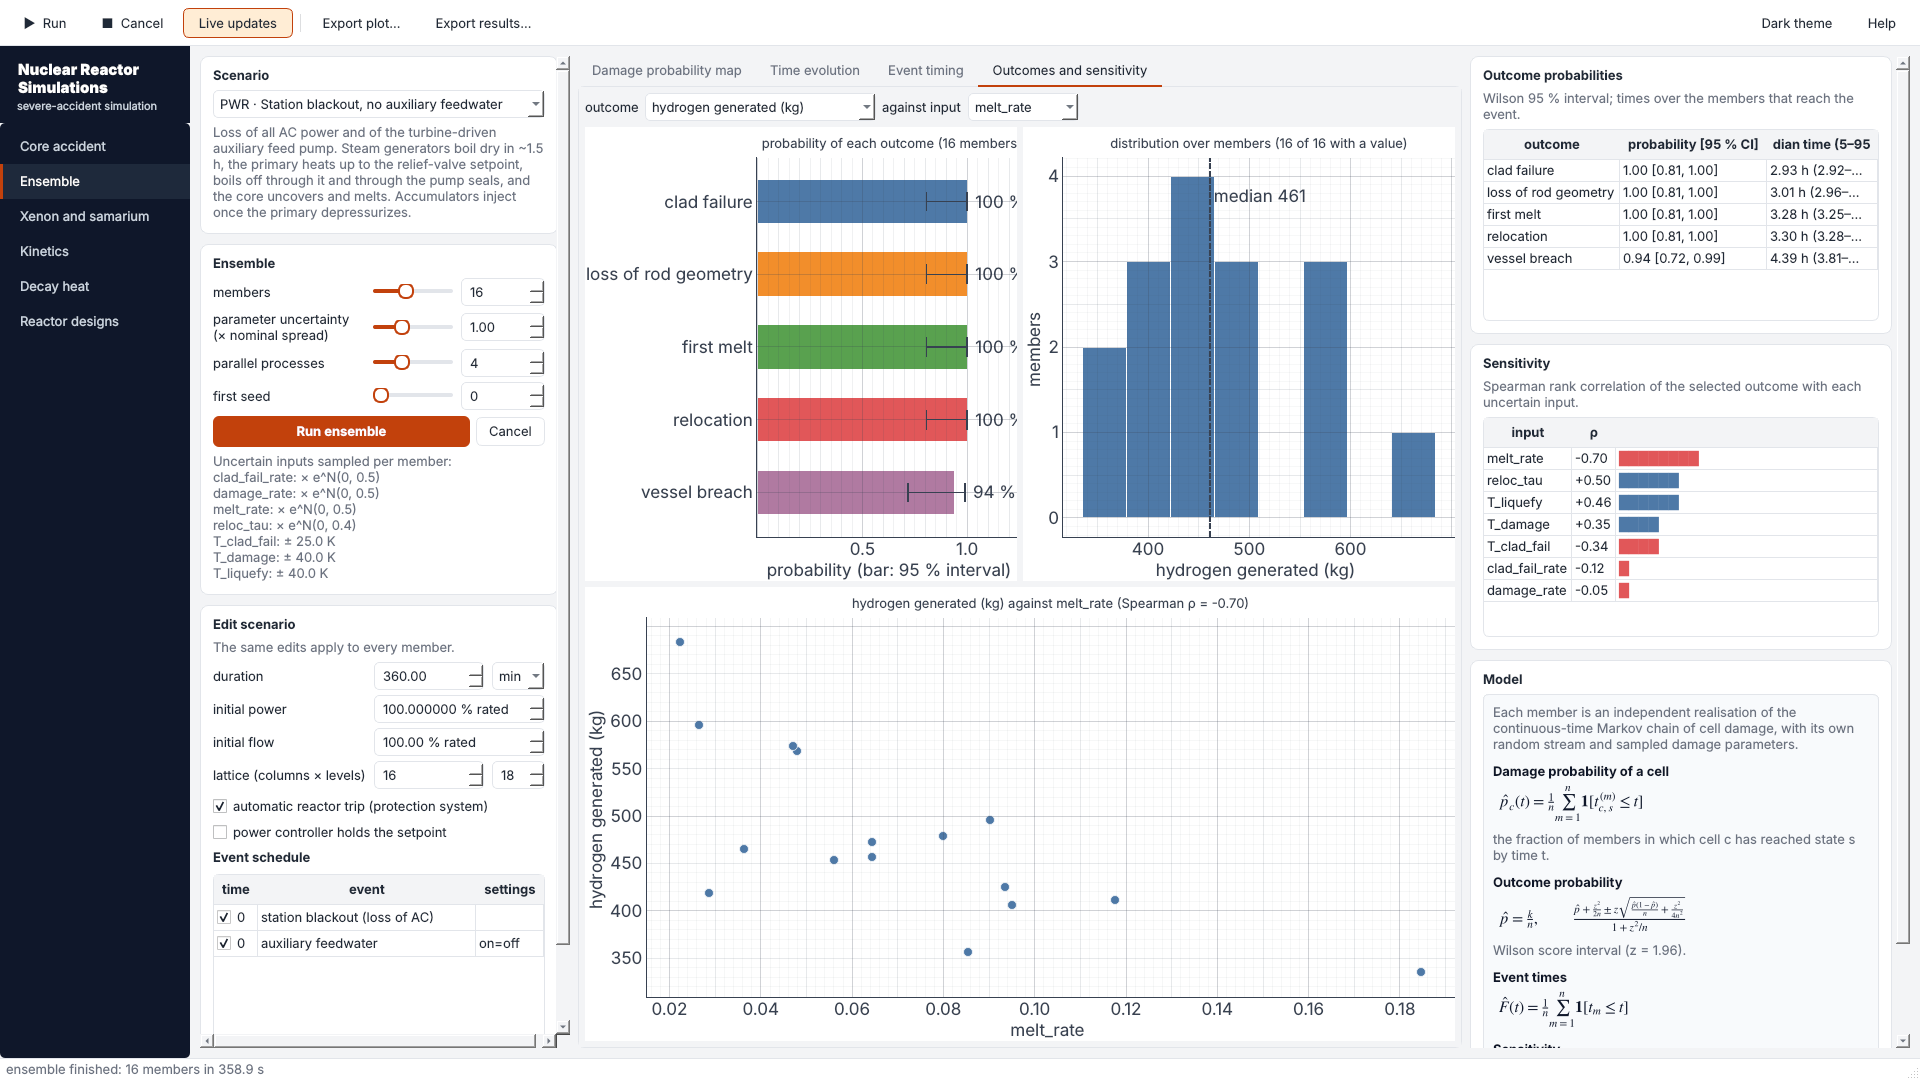 Run
Cancel
Live updates
Export plot...
Export results...
Dark theme
Help
Nuclear Reactor
Simulations
severe-accident simulation
Core accident
Ensemble
Xenon and samarium
Kinetics
Decay heat
Reactor designs
Scenario
PWR · Station blackout, no auxiliary feedwater
Loss of all AC power and of the turbine-driven
auxiliary feed pump. Steam generators boil dry in ~1.5
h, the primary heats up to the relief-valve setpoint,
boils off through it and through the pump seals, and
the core uncovers and melts. Accumulators inject
once the primary depressurizes.
Ensemble
members 16
parameter uncertainty
(× nominal spread) 1.00
parallel processes 4
first seed 0
Run ensemble Cancel
Uncertain inputs sampled per member:
clad_fail_rate: × e^N(0, 0.5)
damage_rate: × e^N(0, 0.5)
melt_rate: × e^N(0, 0.5)
reloc_tau: × e^N(0, 0.4)
T_clad_fail: ± 25.0 K
T_damage: ± 40.0 K
T_liquefy: ± 40.0 K
Edit scenario
The same edits apply to every member.
duration 360.00 min
initial power 100.000000 % rated
initial flow 100.00 % rated
lattice (columns × levels) 16 18
automatic reactor trip (protection system)
power controller holds the setpoint
Event schedule
time event settings
0 station blackout (loss of AC)
0 auxiliary feedwater on=off
Damage probability map Time evolution Event timing Outcomes and sensitivity
outcome hydrogen generated (kg) against input melt_rate
probability of each outcome (16 members
clad failure 100 %
loss of rod geometry 100 %
first melt 100 %
relocation 100 %
vessel breach 94 %
0.5 1.0
probability (bar: 95 % interval)
distribution over members (16 of 16 with a value)
median 461
members
4
3
2
1
0
400 500 600
hydrogen generated (kg)
hydrogen generated (kg) against melt_rate (Spearman ρ = -0.70)
hydrogen generated (kg)
650
600
550
500
450
400
350
0.02 0.04 0.06 0.08 0.10 0.12 0.14 0.16 0.18
melt_rate
Outcome probabilities
Wilson 95 % interval; times over the members that reach the
event.
outcome probability [95 % CI] dian time (5–95
clad failure 1.00 [0.81, 1.00] 2.93 h (2.92–...
loss of rod geometry 1.00 [0.81, 1.00] 3.01 h (2.96–...
first melt 1.00 [0.81, 1.00] 3.28 h (3.25–...
relocation 1.00 [0.81, 1.00] 3.30 h (3.28–...
vessel breach 0.94 [0.72, 0.99] 4.39 h (3.81–...
Sensitivity
Spearman rank correlation of the selected outcome with each
uncertain input.
input ρ
melt_rate -0.70
reloc_tau +0.50
T_liquefy +0.46
T_damage +0.35
T_clad_fail -0.34
clad_fail_rate -0.12
damage_rate -0.05
Model
Each member is an independent realisation of the
continuous-time Markov chain of cell damage, with its own
random stream and sampled damage parameters.
Damage probability of a cell
p̂_c(t) = 1/n ∑_{m=1}^{n} 1[t_{c,s}^{(m)} ≤ t]
the fraction of members in which cell c has reached state s
by time t.
Outcome probability
p̂ = k/n, (p̂ + z²/2n ± z√(p̂(1−p̂)/n + z²/4n²)) / (1 + z²/n)
Wilson score interval (z = 1.96).
Event times
F̂(t) = 1/n ∑_{m=1}^{n} 1[t_m ≤ t]
Sensitivity
ensemble finished: 16 members in 358.9 s